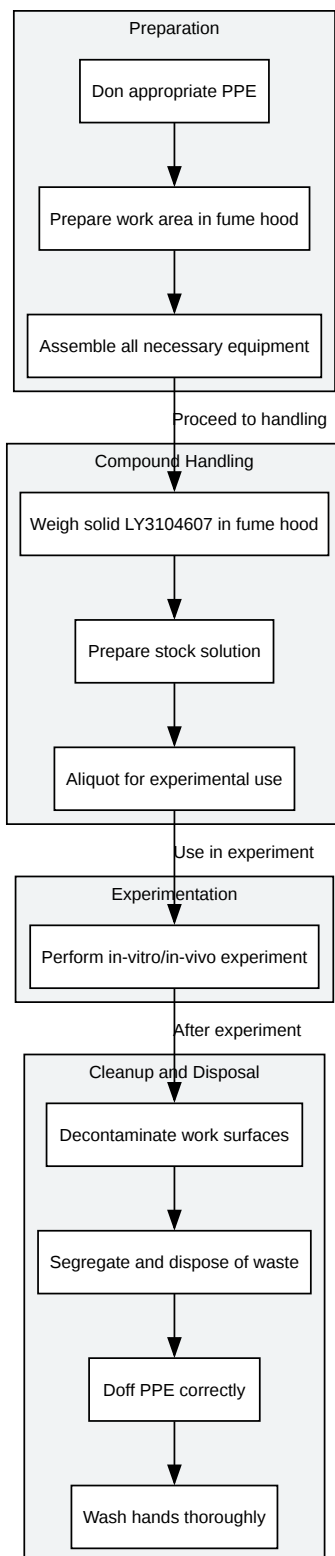 Preparation
Don appropriate PPE
Prepare work area in fume hood
Assemble all necessary equipment
Proceed to handling
Compound Handling
Weigh solid LY3104607 in fume hood
Prepare stock solution
Aliquot for experimental use
Use in experiment
Experimentation
Perform in-vitro/in-vivo experiment
After experiment
Cleanup and Disposal
Decontaminate work surfaces
Segregate and dispose of waste
Doff PPE correctly
Wash hands thoroughly